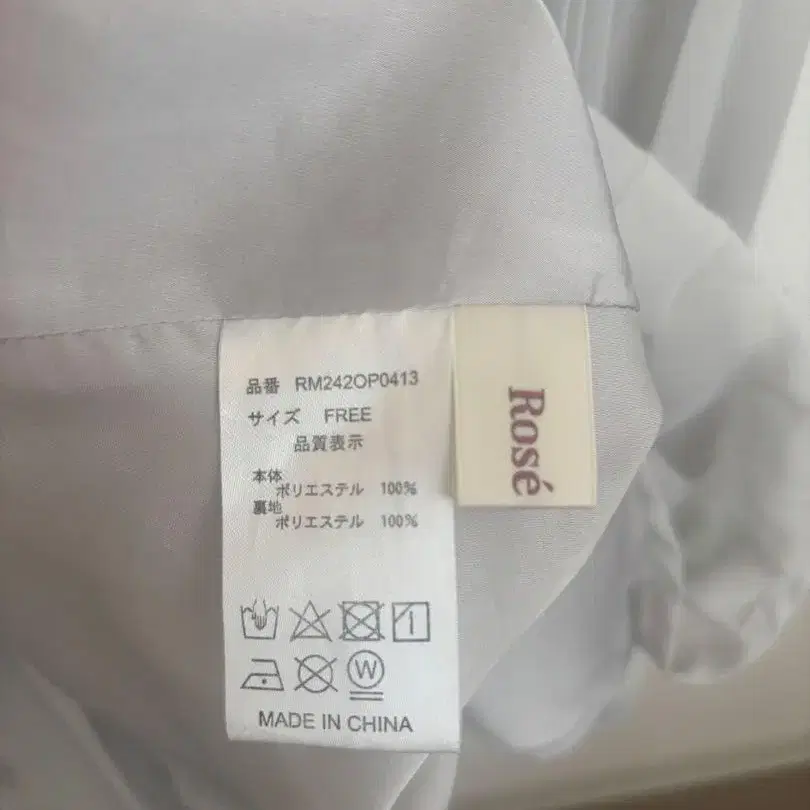 品番 RM242OP0413
サイズ FREE
品質表示
本体
ポリエステル 100%
裏地
ポリエステル 100%
W
MADE IN CHINA
Rosé